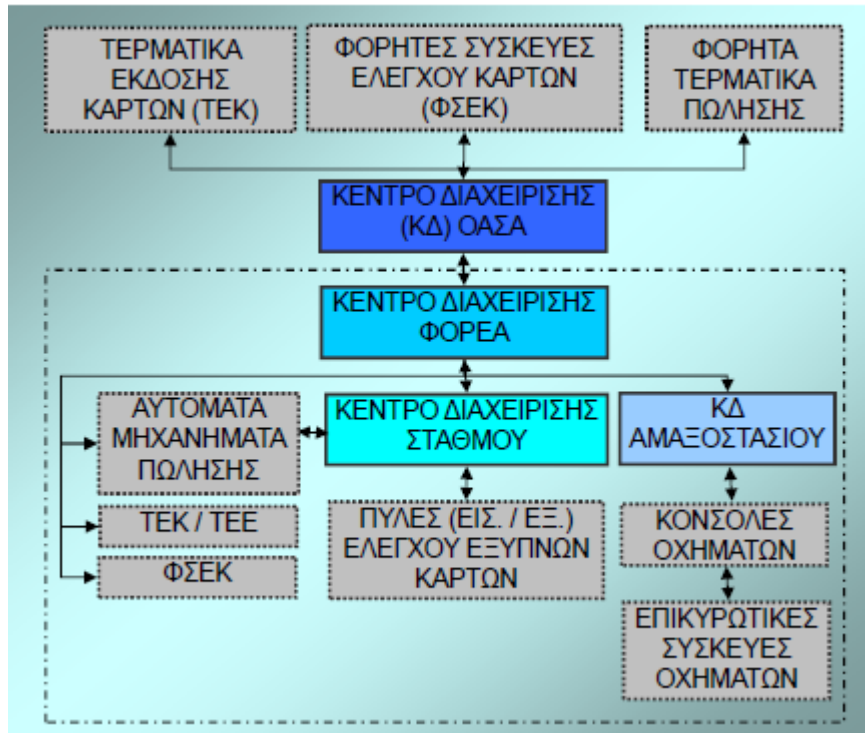 ΤΕΡΜΑΤΙΚΑ
ΕΚΔΟΣΗΣ
ΚΑΡΤΩΝ (ΤΕΚ)
ΦΟΡΗΤΕΣ ΣΥΣΚΕΥΕΣ
ΕΛΕΓΧΟΥ ΚΑΡΤΩΝ
(ΦΣΕΚ)
ΦΟΡΗΤΑ
ΤΕΡΜΑΤΙΚΑ
ΠΩΛΗΣΗΣ
ΚΕΝΤΡΟ ΔΙΑΧΕΙΡΙΣΗΣ
(ΚΔ) ΟΑΣΑ
ΚΕΝΤΡΟ ΔΙΑΧΕΙΡΙΣΗΣ
ΦΟΡΕΑ
ΑΥΤΟΜΑΤΑ
ΜΗΧΑΝΗΜΑΤΑ
ΠΩΛΗΣΗΣ
ΚΕΝΤΡΟ ΔΙΑΧΕΙΡΙΣΗΣ
ΣΤΑΘΜΟΥ
ΚΔ
ΑΜΑΞΟΣΤΑΣΙΟΥ
ΤΕΚ / ΤΕΕ
ΦΣΕΚ
ΠΥΛΕΣ (ΕΙΣ. / ΕΞ.)
ΕΛΕΓΧΟΥ ΕΞΥΠΝΩΝ
ΚΑΡΤΩΝ
ΚΟΝΣΟΛΕΣ
ΟΧΗΜΑΤΩΝ
ΕΠΙΚΥΡΩΤΙΚΕΣ
ΣΥΣΚΕΥΕΣ
ΟΧΗΜΑΤΩΝ